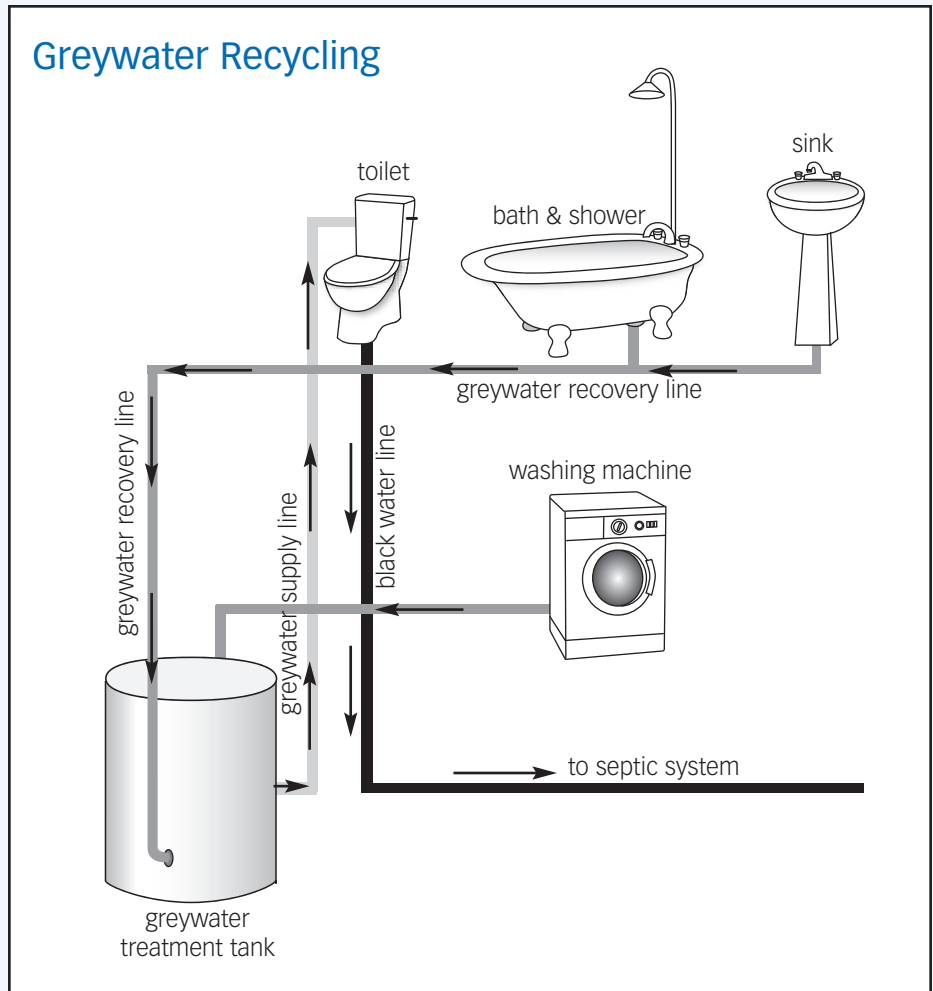 Greywater Recycling
sink
toilet
bath & shower
greywater recovery line
greywater recovery line
greywater supply line
black water line
washing machine
to septic system
greywater
treatment tank